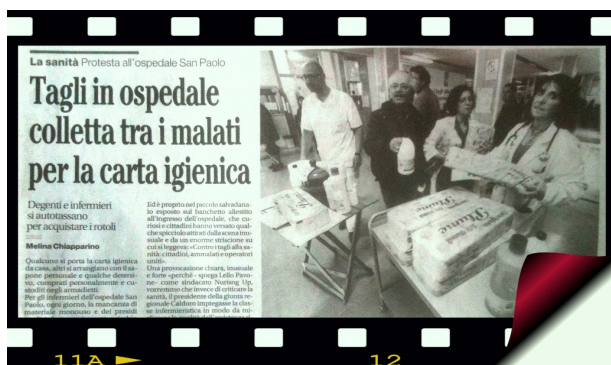 La sanità Protesta all'ospedale San Paolo
Tagli in ospedale
colletta tra i malati
per la carta igienica
Degenti e infermieri
si autotassano
per acquistare i rotoli
Melina Chiapparino
Qualcuno si porta la carta igienica
da casa, altri si arrangiano con il sa-
pone personale e qualche detersi-
vo, comprati personalmente e cu-
stoditi negli armadietti.
Per gli infermieri dell'ospedale San
Paolo, ogni giorno, la mancanza di
materiale monouso e dei presidi
Ed è proprio nel piccolo salvadana-
io esposto sul banchetto allestito
all'ingresso dell'ospedale, che cu-
riosi e cittadini hanno versato qual-
che spicciolo attirati dalla scena inu-
suale e da un enorme striscione su
cui si leggeva: «Contro i tagli alla sa-
nità: cittadini, ammalati e operatori
uniti».
Una provocazione chiara, inusuale
e forte «perché - spiega Lello Pavo-
ne- come sindacato Nursing Up,
vorremmo che invece di criticare la
sanità, il presidente della giunta re-
gionale Caldoro impiegasse la clas-
se infermieristica in modo da mi-
Plume
Plume
11A
12